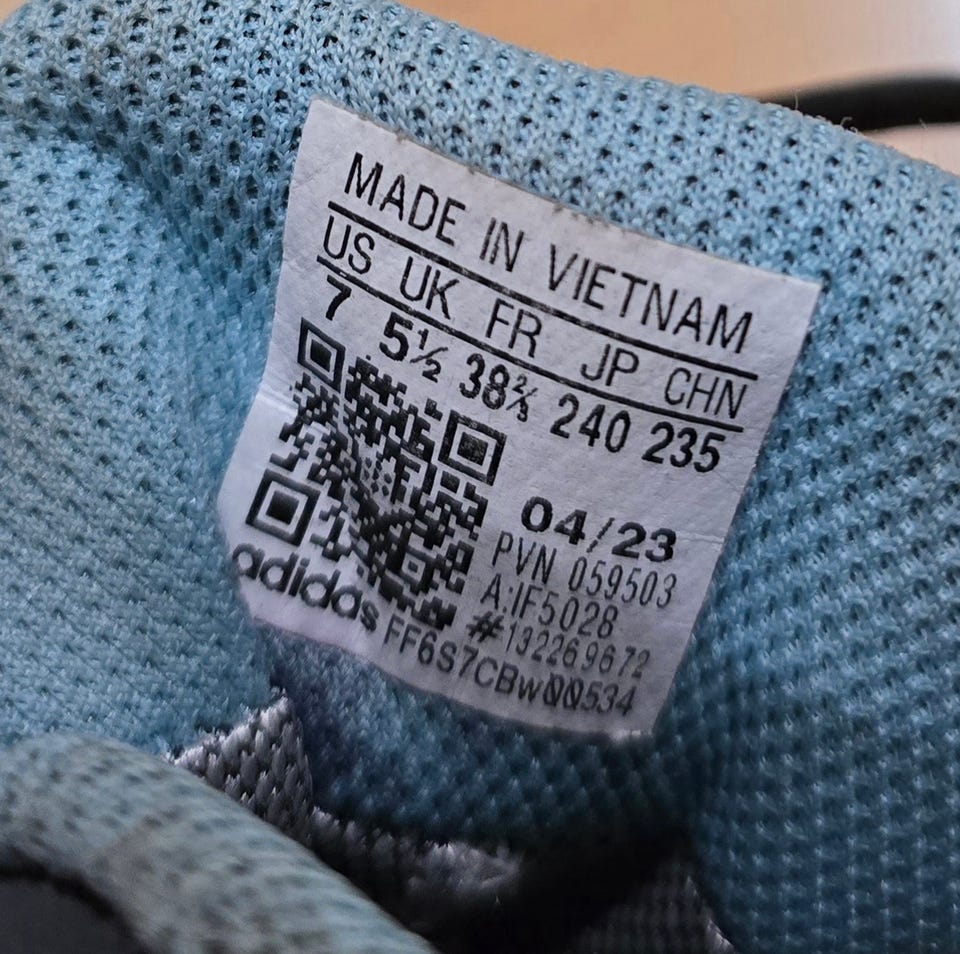 MADE IN VIETNAM
US UK FR JP CHN
7 5½ 38⅔ 240 235
04/23
PVN 059503
A:IF5028
#132269672
adidas FF6S7CBwQQ534